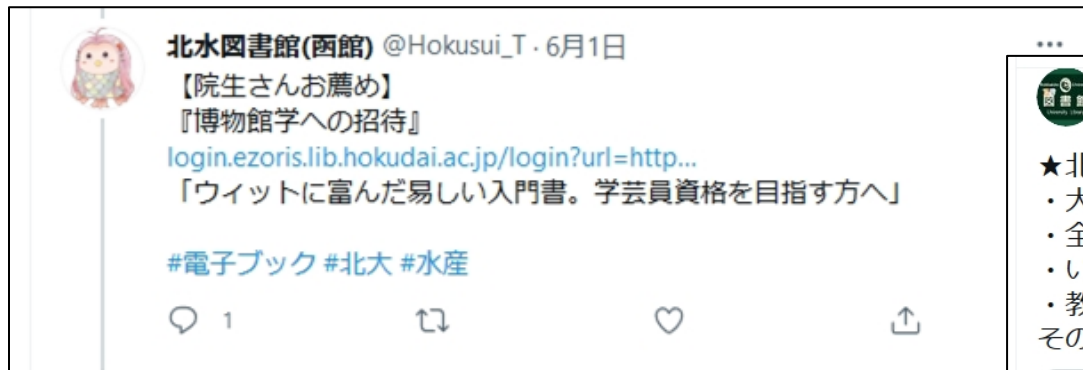 北水図書館(函館) @Hokusui_T · 6月1日
【院生さんお薦め】
『博物館学への招待』
login.ezoris.lib.hokudai.ac.jp/login?url=http...
「ウィットに富んだ易しい入門書。学芸員資格を目指す方へ」
#電子ブック #北大 #水産
1
図書館
★北
・大
・全
・い
・教
その